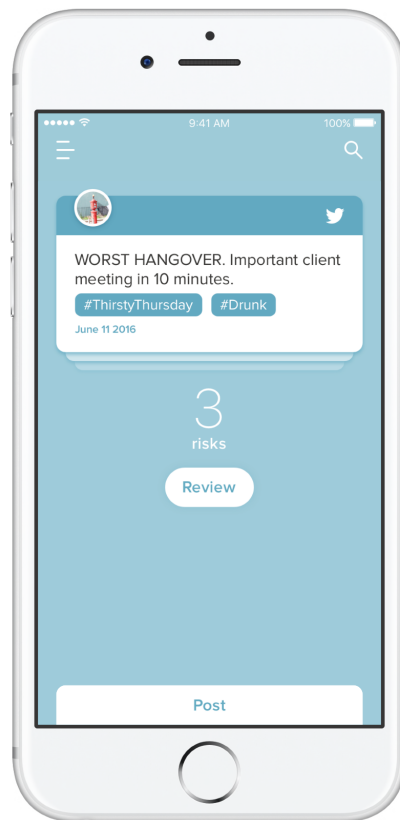 9:41 AM 100%
WORST HANGOVER. Important client
meeting in 10 minutes.
#ThirstyThursday #Drunk
June 11 2016
3
risks
Review
Post